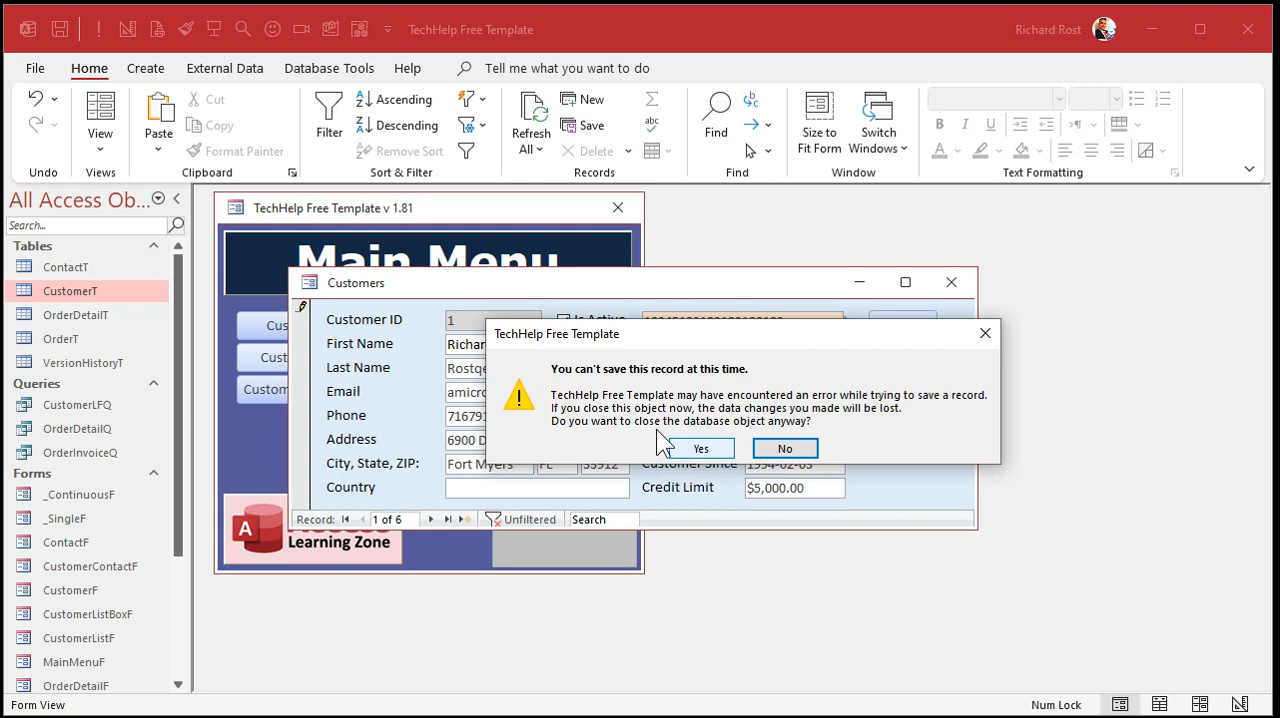 TechHelp Free Template
Richard Rost
File Home Create External Data Database Tools Help Tell me what you want to do
View
Paste
Cut
Copy
Format Painter
Filter
Ascending
Descending
Remove Sort
Refresh
All
New
Save
Delete
Find
Size to
Fit Form
Switch
Windows
B I U
A
Undo Views Clipboard Sort & Filter Records Find Window Text Formatting
All Access Ob...
Search...
Tables
ContactT
CustomerT
OrderDetailT
OrderT
VersionHistoryT
Queries
CustomerLFQ
OrderDetailQ
OrderInvoiceQ
Forms
_ContinuousF
_SingleF
ContactF
CustomerContactF
CustomerF
CustomerListBoxF
CustomerListF
MainMenuF
OrderDetailF
TechHelp Free Template v 1.81
Main Menu
Cus
Cust
Custom
A
Learning Zone
Customers
Customer ID 1
First Name Richar
Last Name Rostqe
Email amicro
Phone 71679
Address 6900 D
City, State, ZIP: Fort Myers FL 33912
Country
Customer Since 1994-02-03
Credit Limit $5,000.00
Record: 1 of 6 Unfiltered Search
TechHelp Free Template
You can't save this record at this time.
TechHelp Free Template may have encountered an error while trying to save a record.
If you close this object now, the data changes you made will be lost.
Do you want to close the database object anyway?
Yes No
Form View
Num Lock